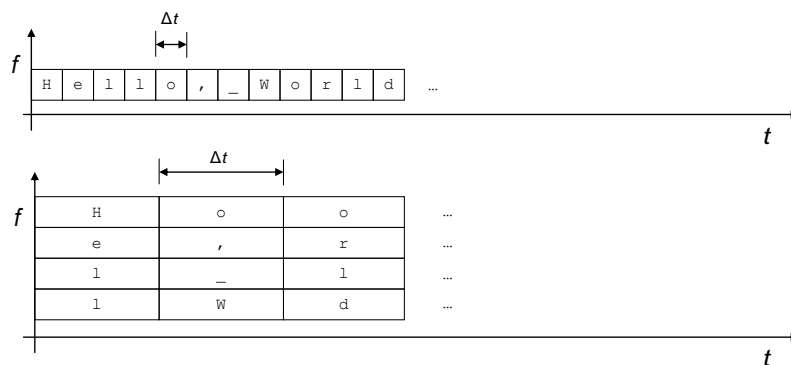 Δt
f
H e l l o , _ W o r l d …
t
Δt
f
H o o …
e , r …
l _ l …
l W d …
t